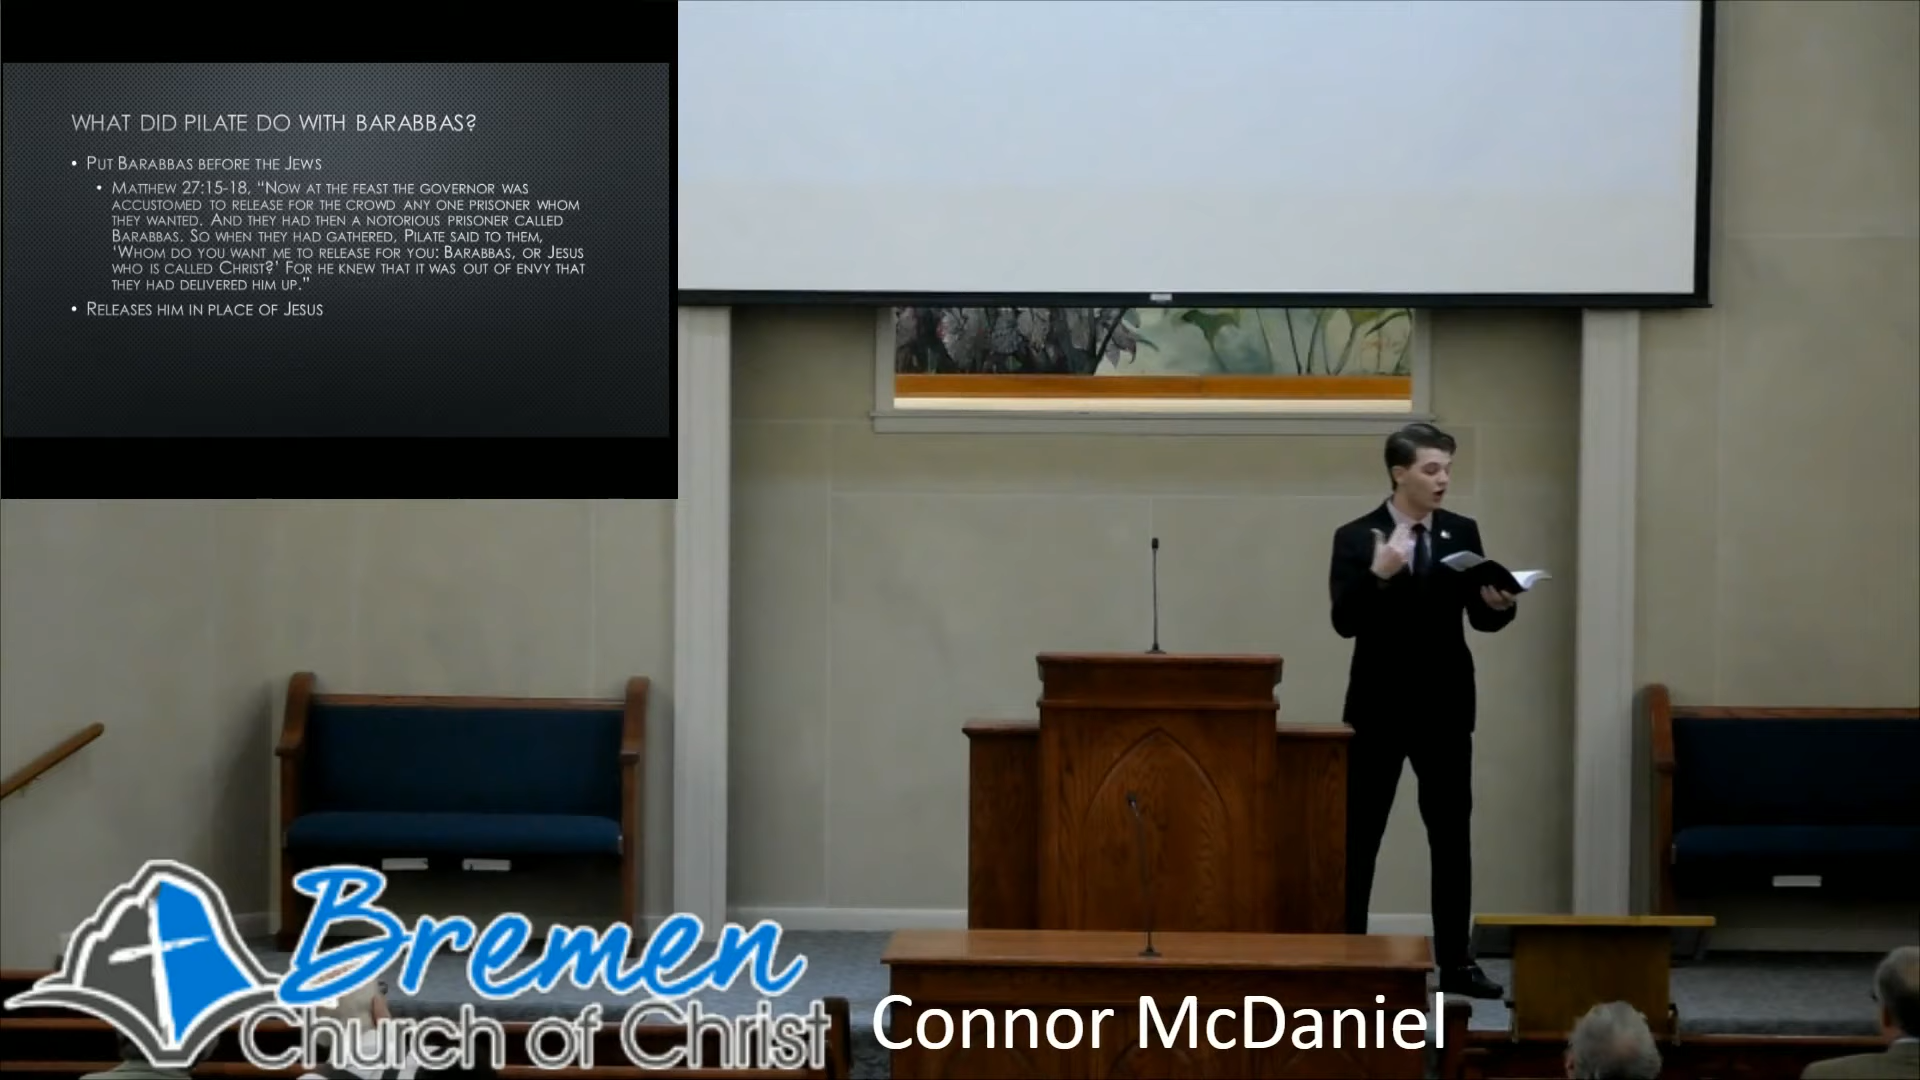 WHAT DID PILATE DO WITH BARABBAS?
• PUT BARABBAS BEFORE THE JEWS
• MATTHEW 27:15-18, “NOW AT THE FEAST THE GOVERNOR WAS
ACCUSTOMED TO RELEASE FOR THE CROWD ANY ONE PRISONER WHOM
THEY WANTED. AND THEY HAD THEN A NOTORIOUS PRISONER CALLED
BARABBAS. SO WHEN THEY HAD GATHERED, PILATE SAID TO THEM,
‘WHOM DO YOU WANT ME TO RELEASE FOR YOU: BARABBAS, OR JESUS
WHO IS CALLED CHRIST?’ FOR HE KNEW THAT IT WAS OUT OF ENVY THAT
THEY HAD DELIVERED HIM UP.”
• RELEASES HIM IN PLACE OF JESUS
Bremen
Church of Christ
Connor McDaniel